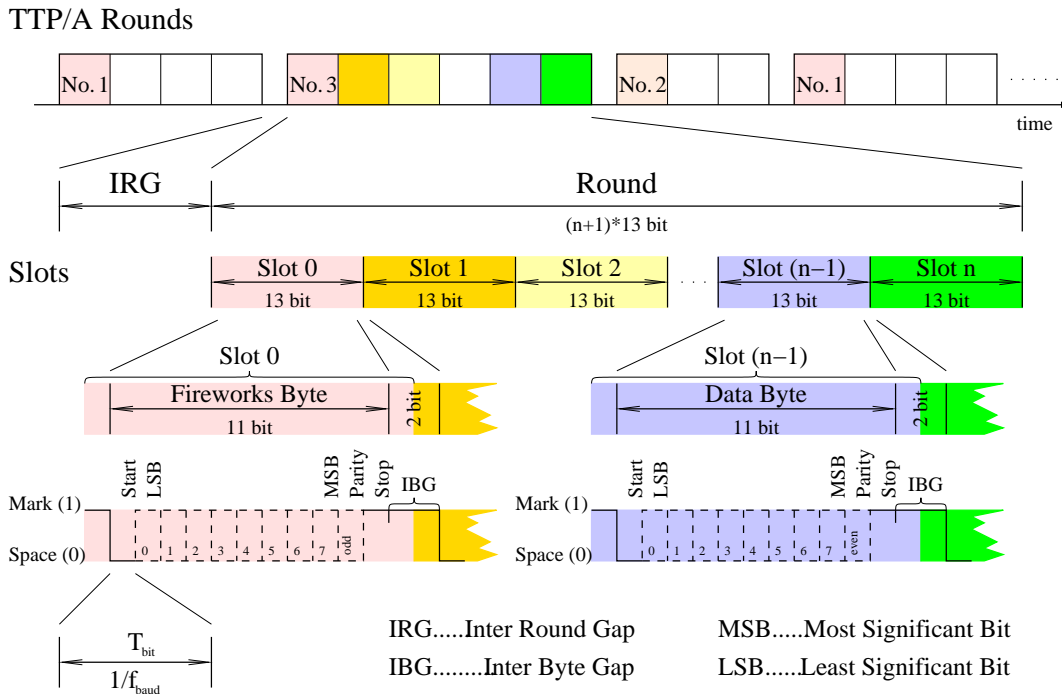 TTP/A Rounds
No. 1
No. 3
No. 2
No. 1
. . . . . .
time
IRG
Round
(n+1)*13 bit
Slots
Slot 0
Slot 1
Slot 2
. . . .
Slot (n−1)
Slot n
13 bit
13 bit
13 bit
13 bit
13 bit
Slot 0
Slot (n−1)
Fireworks Byte
11 bit
2 bit
Data Byte
11 bit
2 bit
Start
LSB
MSB
Parity
Stop
IBG
Start
LSB
MSB
Parity
Stop
IBG
Mark (1)
Space (0)
0 1 2 3 4 5 6 7 odd
Mark (1)
Space (0)
0 1 2 3 4 5 6 7 even
T bit
1/f baud
IRG.....Inter Round Gap
MSB.....Most Significant Bit
IBG.........Inter Byte Gap
LSB......Least Significant Bit